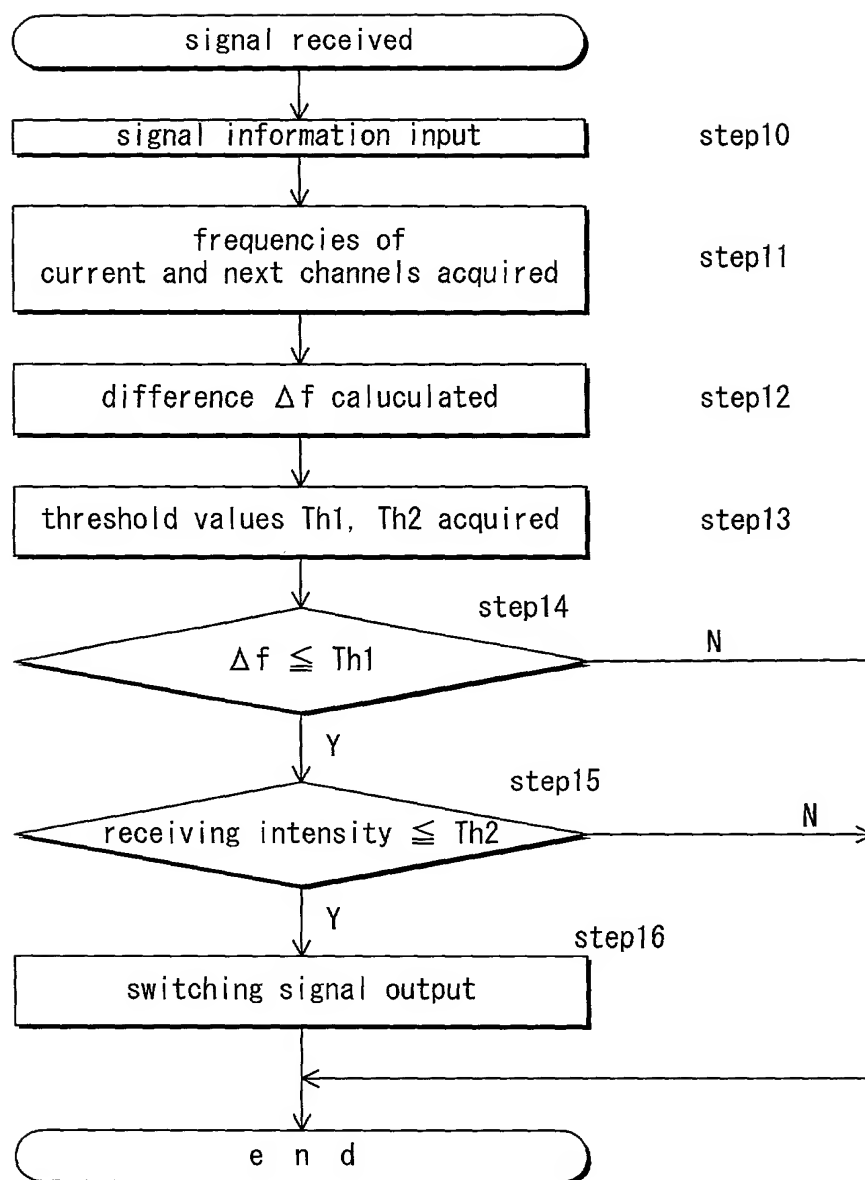 signal received
signal information input
step10
frequencies of
current and next channels acquired
step11
difference Δf caluculated
step12
threshold values Th1, Th2 acquired
step13
step14
Δf ≦ Th1
N
Y
step15
receiving intensity ≦ Th2
N
Y
step16
switching signal output
e n d